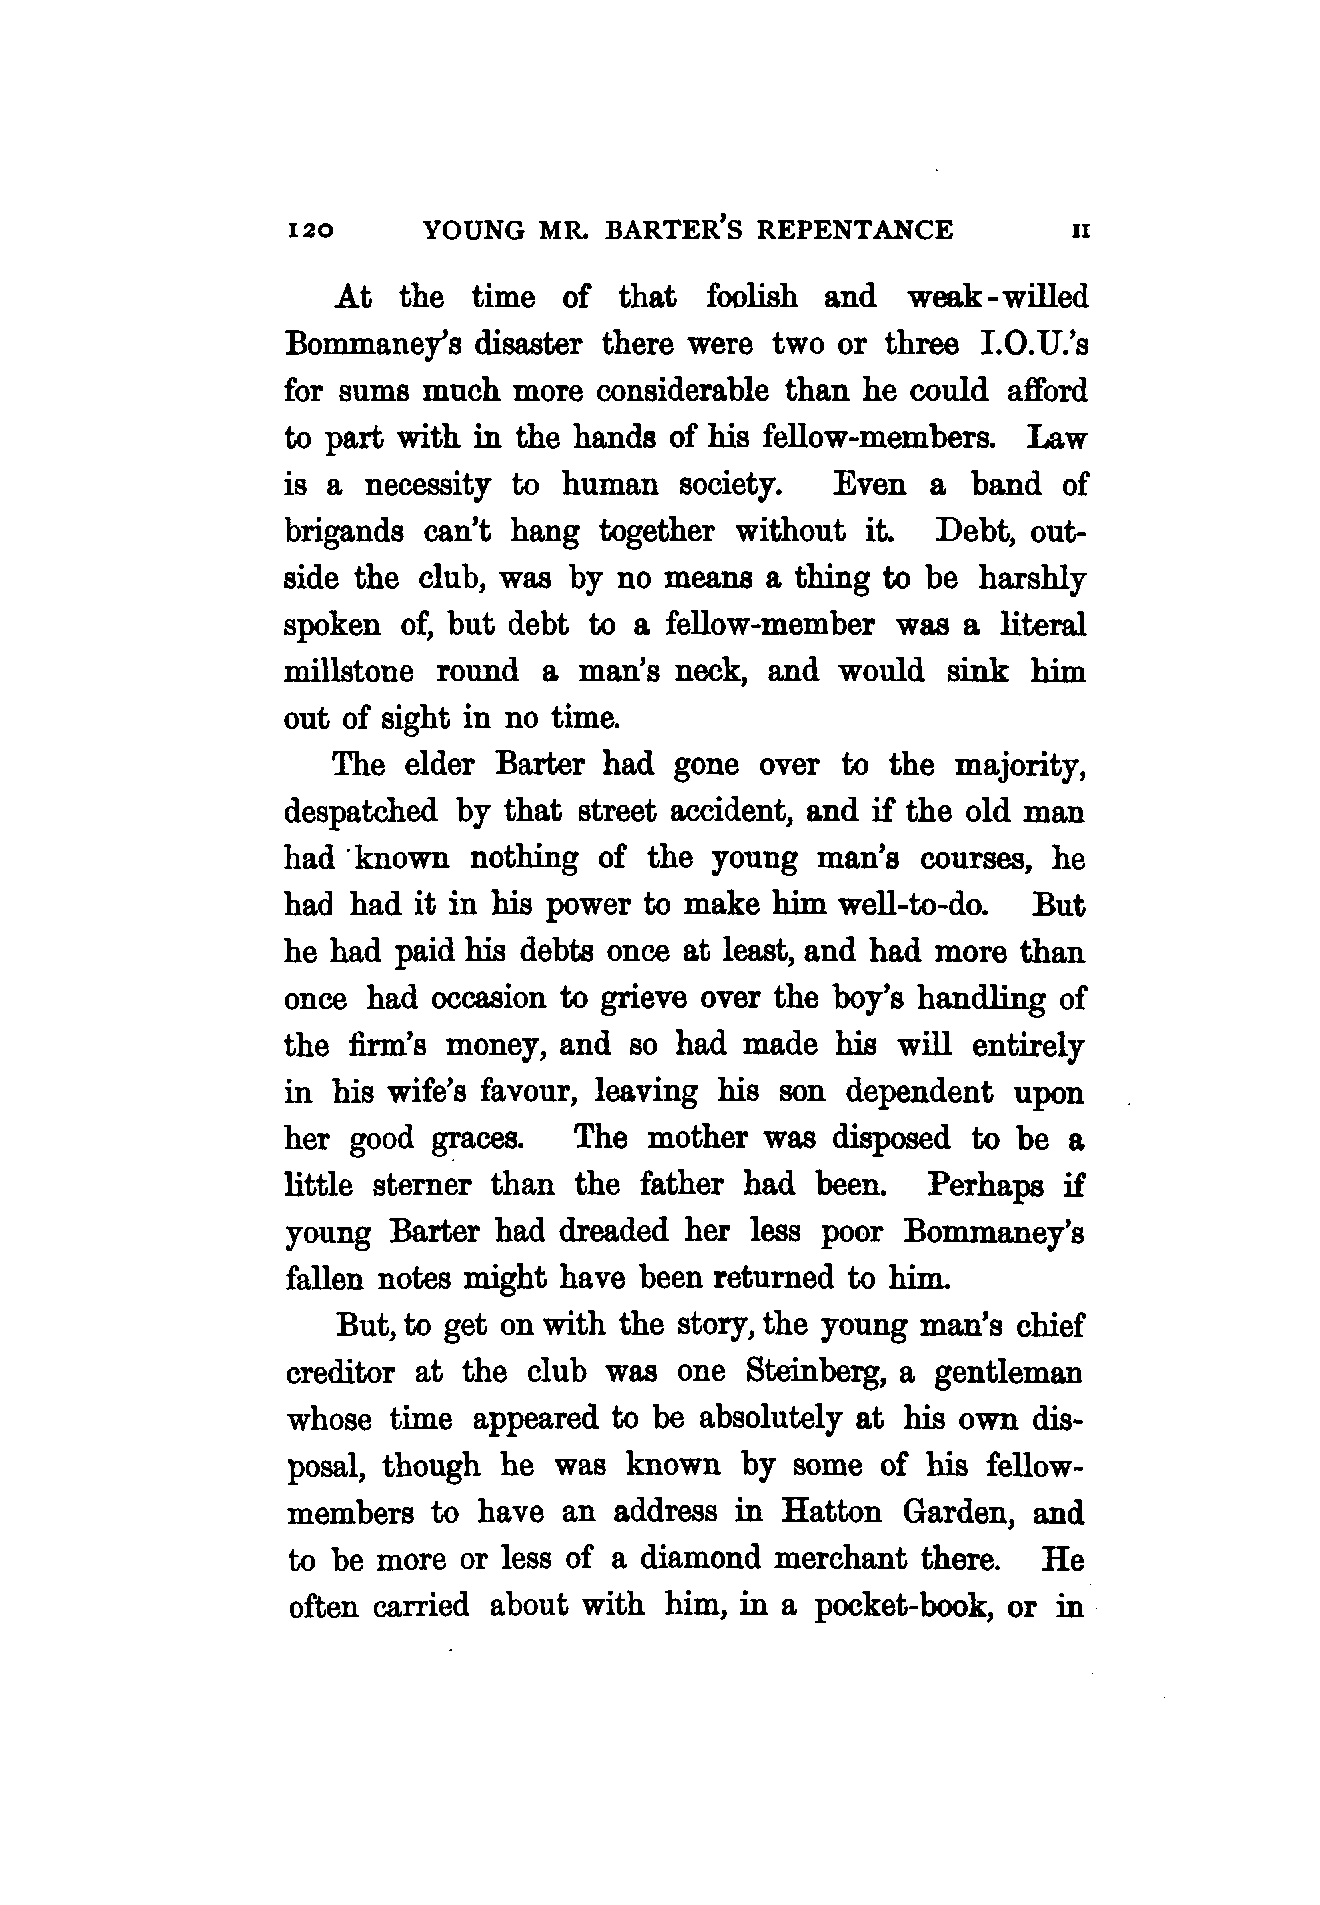 120 YOUNG MR. BARTER'S REPENTANCE II
At the time of that foolish and weak-willed
Bommaney's disaster there were two or three I.O.U.'s
for sums much more considerable than he could afford
to part with in the hands of his fellow-members. Law
is a necessity to human society. Even a band of
brigands can't hang together without it. Debt, out-
side the club, was by no means a thing to be harshly
spoken of, but debt to a fellow-member was a literal
millstone round a man's neck, and would sink him
out of sight in no time.
The elder Barter had gone over to the majority,
despatched by that street accident, and if the old man
had known nothing of the young man's courses, he
had had it in his power to make him well-to-do. But
he had paid his debts once at least, and had more than
once had occasion to grieve over the boy's handling of
the firm's money, and so had made his will entirely
in his wife's favour, leaving his son dependent upon
her good graces. The mother was disposed to be a
little sterner than the father had been. Perhaps if
young Barter had dreaded her less poor Bommaney's
fallen notes might have been returned to him.
But, to get on with the story, the young man's chief
creditor at the club was one Steinberg, a gentleman
whose time appeared to be absolutely at his own dis-
posal, though he was known by some of his fellow-
members to have an address in Hatton Garden, and
to be more or less of a diamond merchant there. He
often carried about with him, in a pocket-book, or in